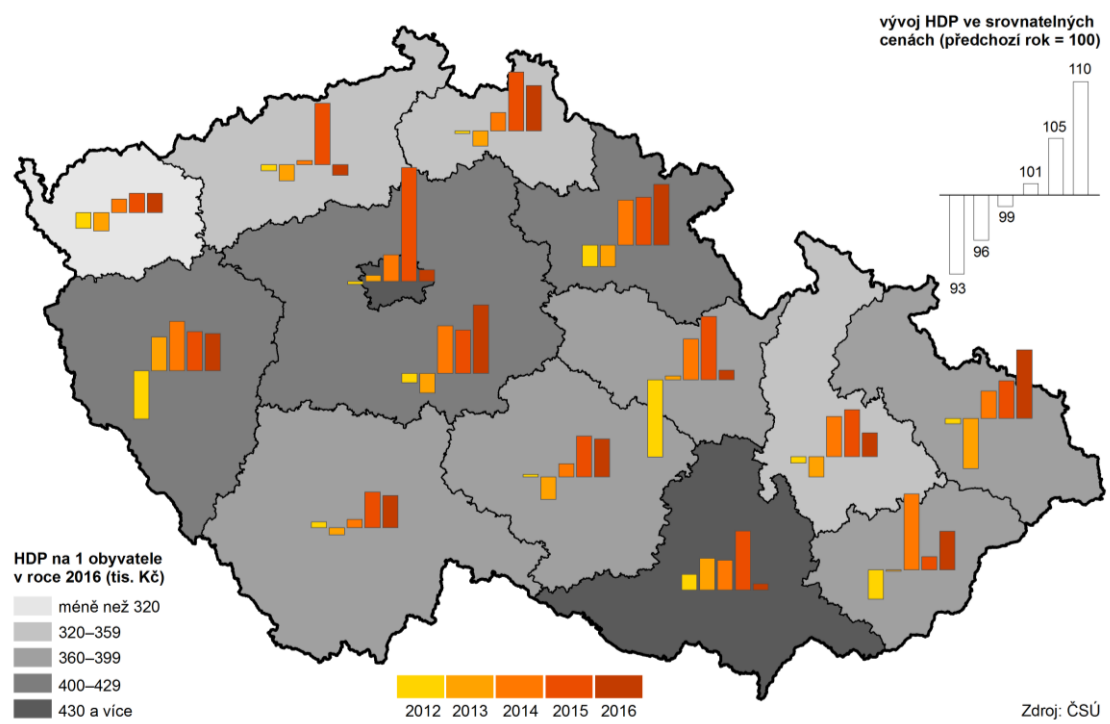 vývoj HDP ve srovnatelných
cenách (předchozí rok = 100)
110
105
101
99
96
93
HDP na 1 obyvatele
v roce 2016 (tis. Kč)
méně než 320
320–359
360–399
400–429
430 a více
2012 2013 2014 2015 2016
Zdroj: ČSÚ